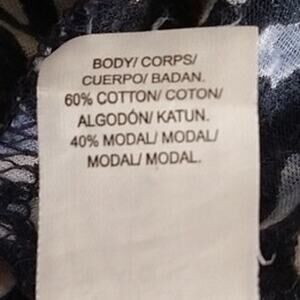 BODY/ CORPS/
CUERPO/ BADAN.
60% COTTON/ COTON/
ALGODÓN/ KATUN.
40% MODAL/ MODAL/
MODAL/ MODAL.